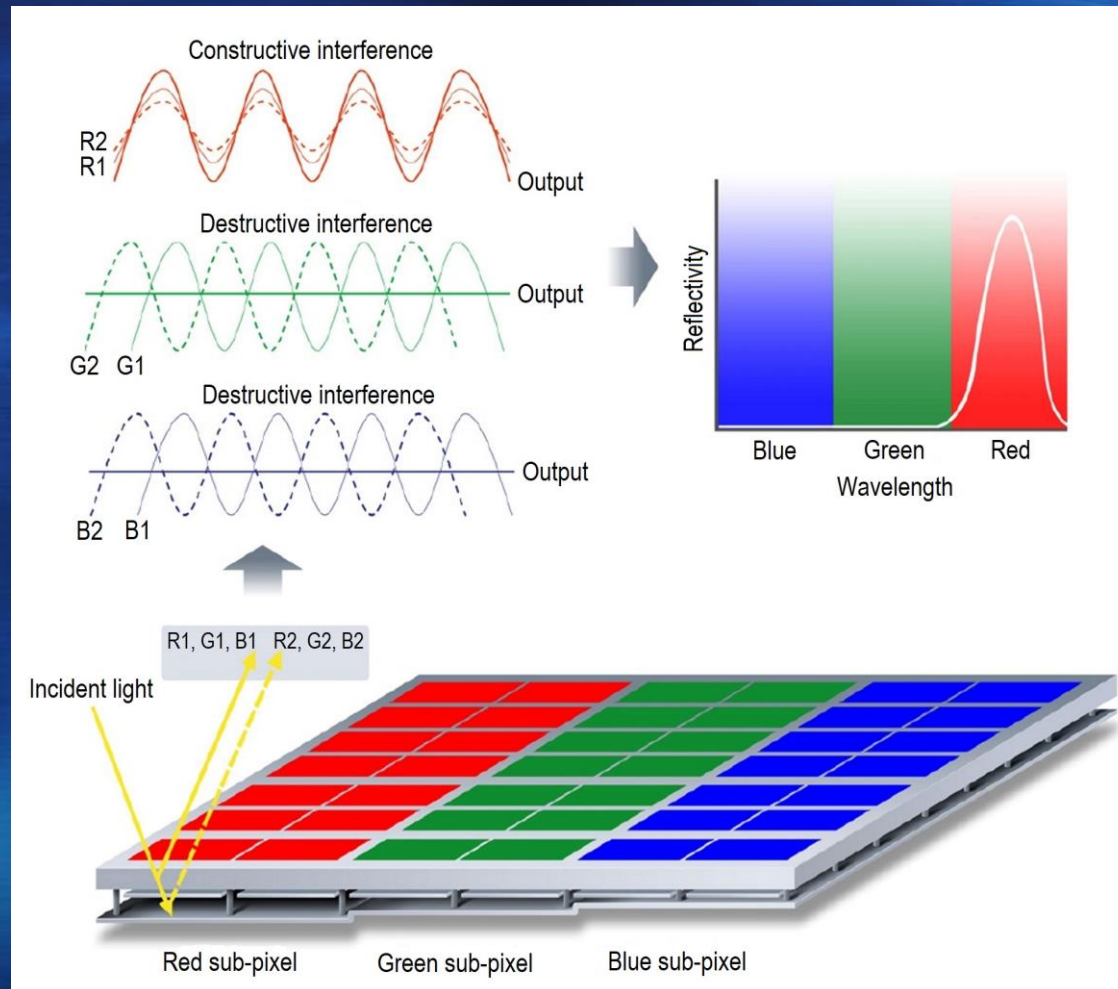 Constructive interference
R2
R1
Output
Destructive interference
Output
G2 G1
Destructive interference
Output
B2 B1
Reflectivity
Blue Green Red
Wavelength
R1, G1, B1 R2, G2, B2
Incident light
Red sub-pixel Green sub-pixel Blue sub-pixel